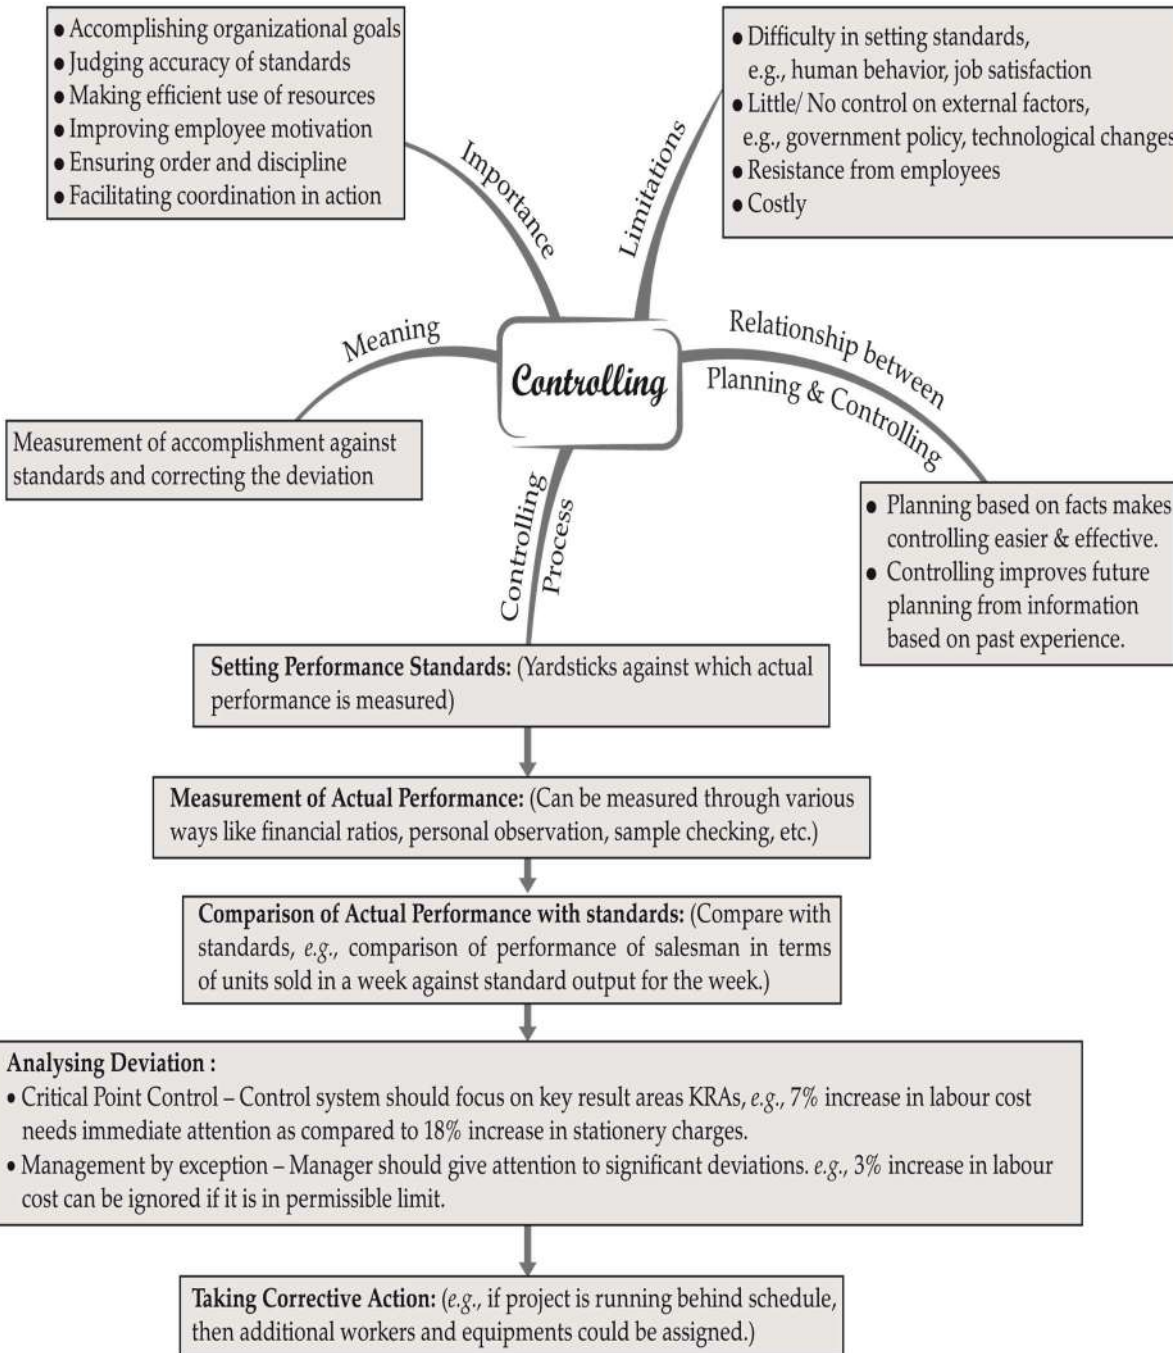 ● Accomplishing organizational goals
● Judging accuracy of standards
● Making efficient use of resources
● Improving employee motivation
● Ensuring order and discipline
● Facilitating coordination in action
● Difficulty in setting standards,
e.g., human behavior, job satisfaction
● Little/ No control on external factors,
e.g., government policy, technological changes
● Resistance from employees
● Costly
Importance
Limitations
Meaning
Controlling
Relationship between
Planning & Controlling
Measurement of accomplishment against
standards and correcting the deviation
● Planning based on facts makes
controlling easier & effective.
● Controlling improves future
planning from information
based on past experience.
Controlling
Process
Setting Performance Standards: (Yardsticks against which actual
performance is measured)
Measurement of Actual Performance: (Can be measured through various
ways like financial ratios, personal observation, sample checking, etc.)
Comparison of Actual Performance with standards: (Compare with
standards, e.g., comparison of performance of salesman in terms
of units sold in a week against standard output for the week.)
Analysing Deviation :
• Critical Point Control – Control system should focus on key result areas KRAs, e.g., 7% increase in labour cost
needs immediate attention as compared to 18% increase in stationery charges.
• Management by exception – Manager should give attention to significant deviations. e.g., 3% increase in labour
cost can be ignored if it is in permissible limit.
Taking Corrective Action: (e.g., if project is running behind schedule,
then additional workers and equipments could be assigned.)